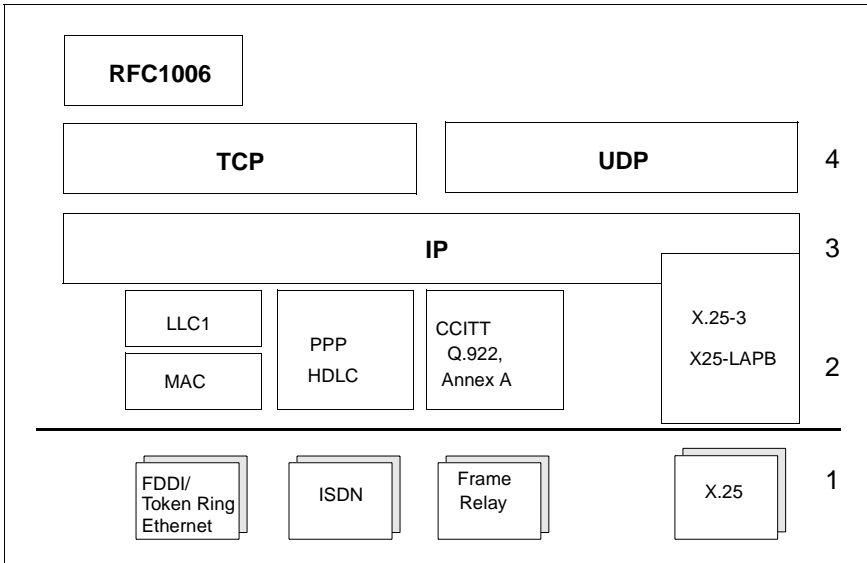 RFC1006
TCP
UDP
4
IP
3
LLC1
MAC
PPP
HDLC
CCITT
Q.922,
Annex A
X.25-3
X25-LAPB
2
FDDI/
Token Ring
Ethernet
ISDN
Frame
Relay
X.25
1